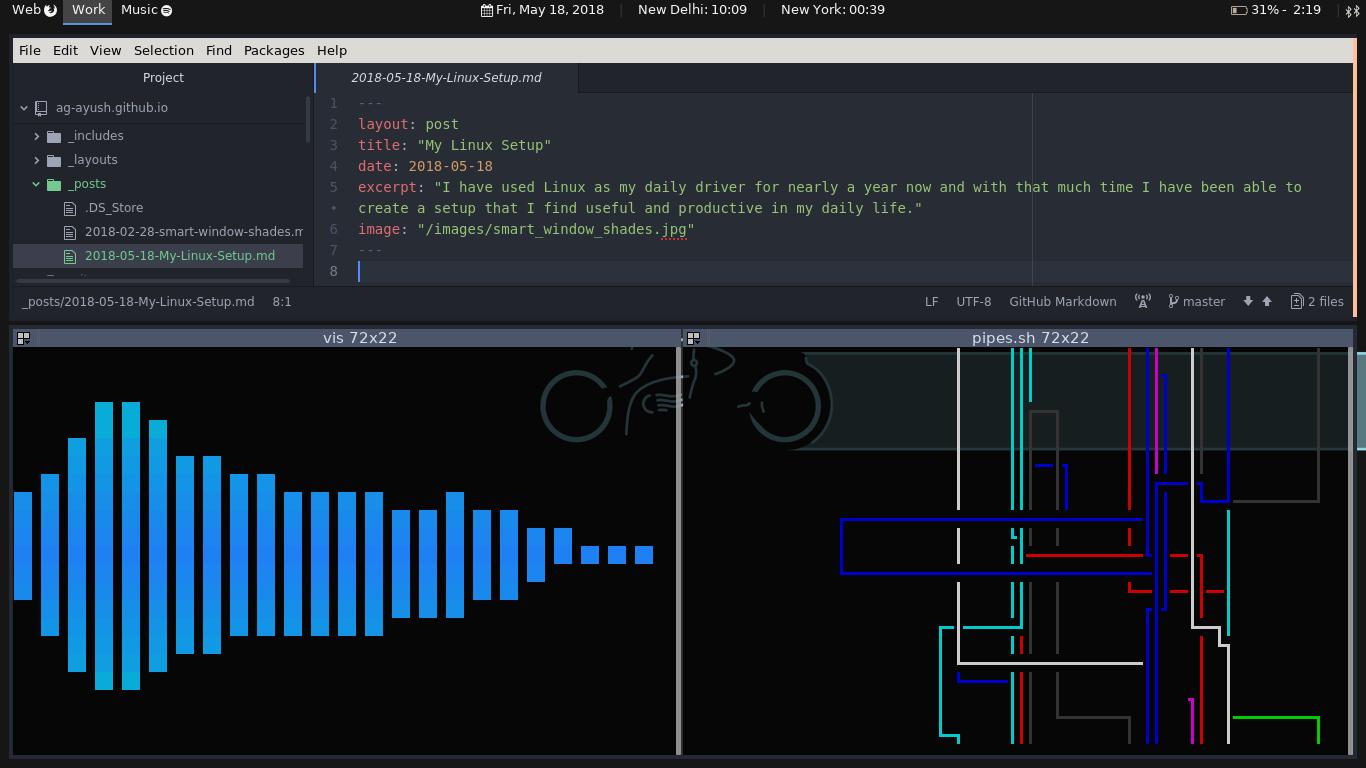 Web Work Music Fri, May 18, 2018 New Delhi: 10:09 New York: 00:39 31% - 2:19
File Edit View Selection Find Packages Help
Project 2018-05-18-My-Linux-Setup.md
ag-ayush.github.io
_includes
_layouts
_posts
.DS_Store
2018-02-28-smart-window-shades.m
2018-05-18-My-Linux-Setup.md
1 ---
2 layout: post
3 title: "My Linux Setup"
4 date: 2018-05-18
5 excerpt: "I have used Linux as my daily driver for nearly a year now and with that much time I have been able to
• create a setup that I find useful and productive in my daily life."
6 image: "/images/smart_window_shades.jpg"
7 ---
8
_posts/2018-05-18-My-Linux-Setup.md 8:1 LF UTF-8 GitHub Markdown master 2 files
vis 72x22 pipes.sh 72x22